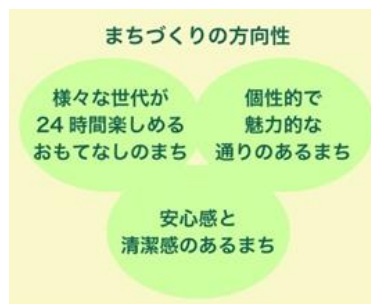 まちづくりの方向性
様々な世代が
24時間楽しめる
おもてなしのまち
個性的で
魅力的な
通りのあるまち
安心感と
清潔感のあるまち